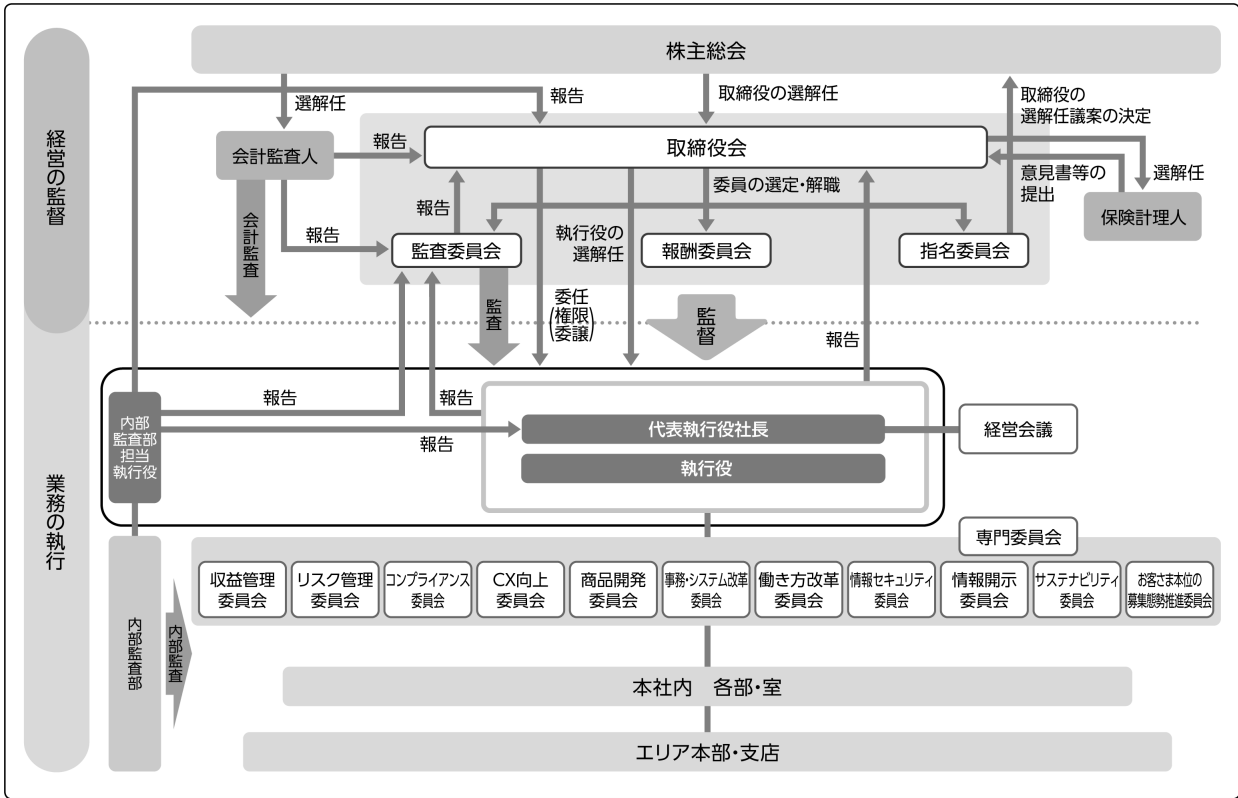 株主総会
選解任
報告
取締役の選解任
取締役の
選解任議案の決定
経営の監督
会計監査人
報告
取締役会
委員の選定・解職
意見書等の
提出
選解任
保険計理人
会計監査
報告
報告
監査委員会
執行役の
選解任
報酬委員会
指名委員会
監査
委任
(権限
委譲)
監督
報告
業務の執行
内部
監査部
担当
執行役
報告
報告
報告
代表執行役社長
執行役
経営会議
専門委員会
収益管理
委員会
リスク管理
委員会
コンプライアンス
委員会
CX向上
委員会
商品開発
委員会
事務・システム改革
委員会
働き方改革
委員会
情報セキュリティ
委員会
情報開示
委員会
サステナビリティ
委員会
お客さま本位の
募集態勢推進委員会
内部監査部
内部監査
本社内　各部・室
エリア本部・支店